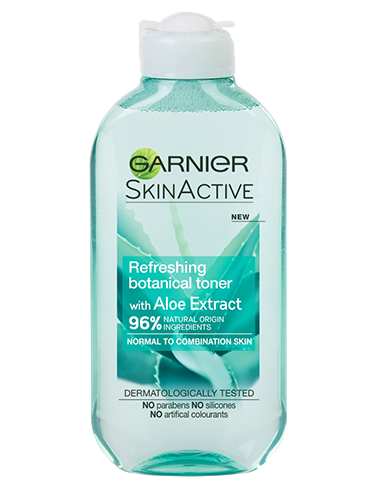 GARNIER
SKINACTIVE
NEW
Refreshing
botanical toner
with Aloe Extract
96% NATURAL ORIGIN
INGREDIENTS
NORMAL TO COMBINATION SKIN
DERMATOLOGICALLY TESTED
NO parabens NO silicones
NO artifical colourants